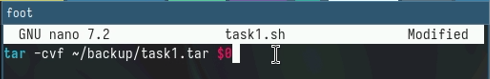 foot
GNU nano 7.2 task1.sh Modified
tar -cvf ~/backup/task1.tar $0